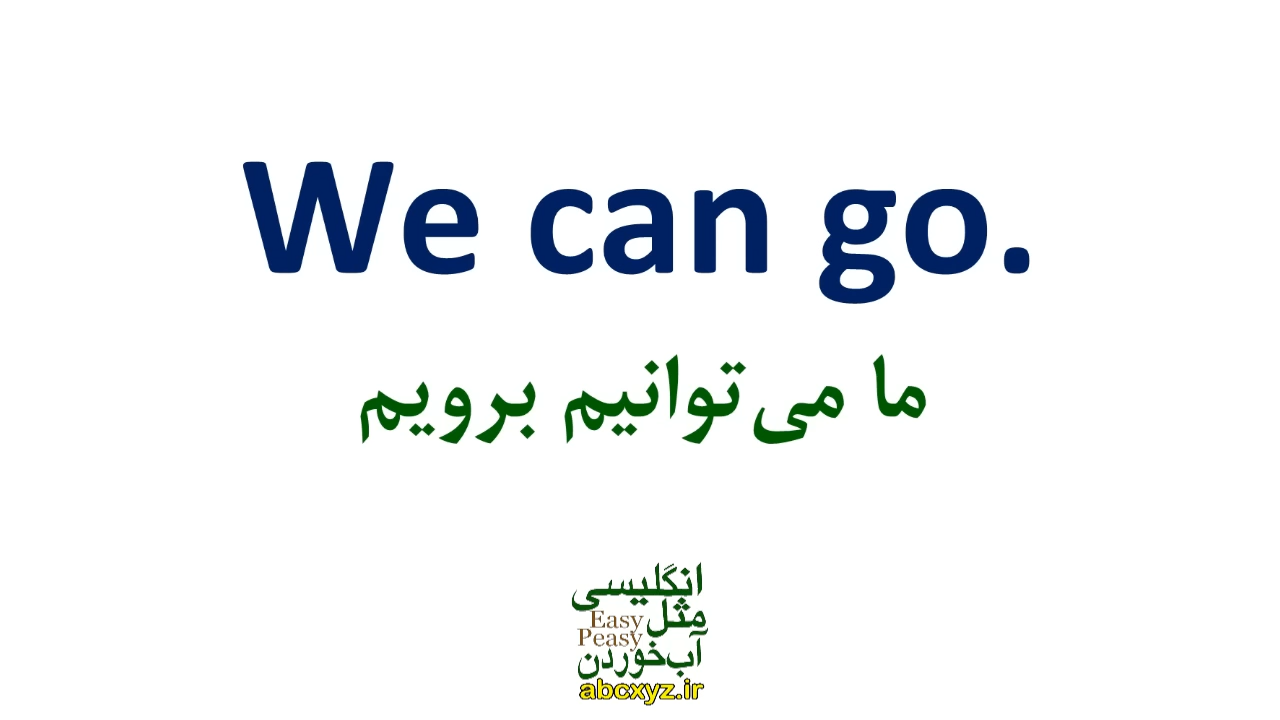 We can go.
ما می‌توانیم برویم
انگلیسی
مثل Easy
Peasy
آب‌خوردن
abcxyz.ir